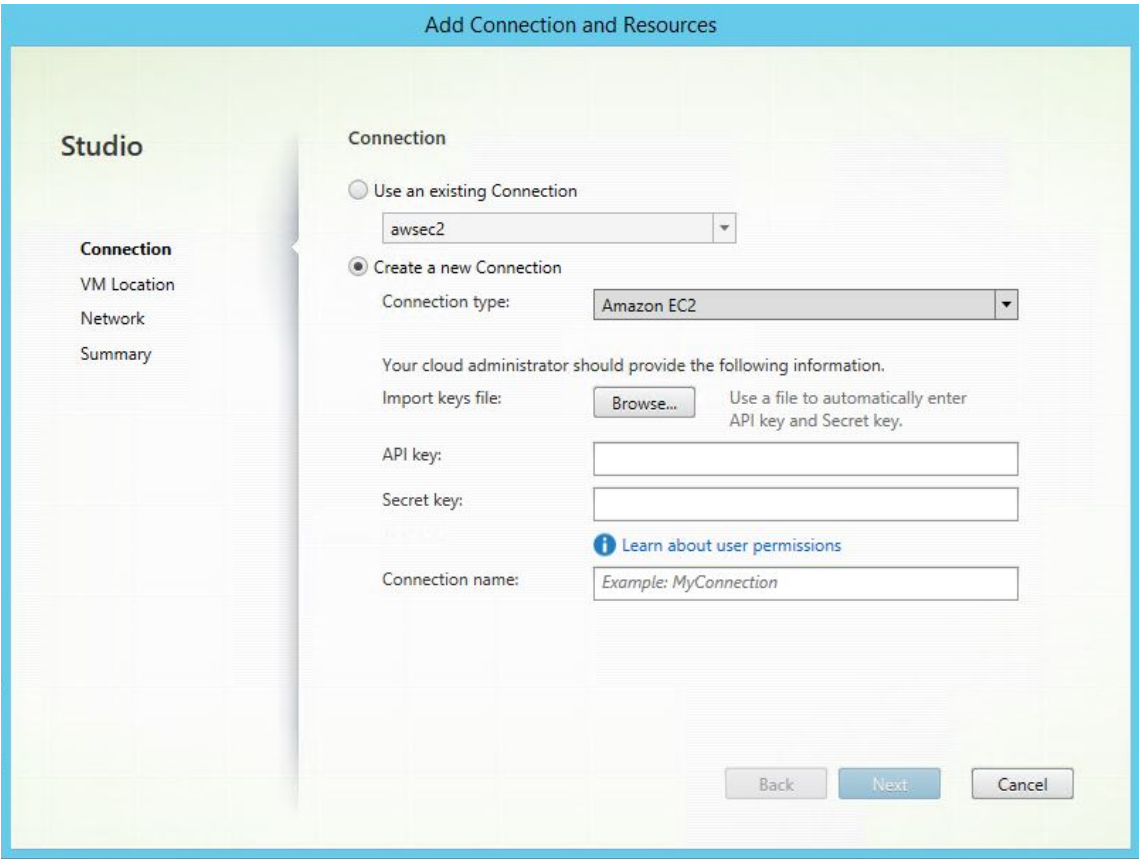 Add Connection and Resources
Studio
Connection
VM Location
Network
Summary
Connection
Use an existing Connection
awsec2
Create a new Connection
Connection type:
Amazon EC2
Your cloud administrator should provide the following information.
Import keys file:
Browse...
Use a file to automatically enter
API key and Secret key.
API key:
Secret key:
Learn about user permissions
Connection name:
Example: MyConnection
Back
Next
Cancel